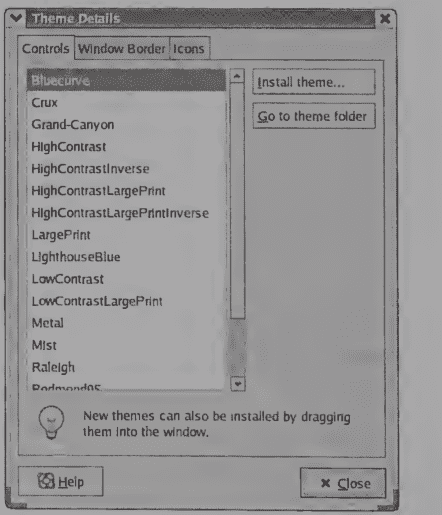 Theme Details
Controls Window Border Icons
Bluecurve
Install theme...
Crux
Go to theme folder
Grand-Canyon
HighContrast
HighContrastInverse
HighContrastLargePrint
HighContrastLargePrintInverse
LargePrint
LighthouseBlue
LowContrast
LowContrastLargePrint
Metal
Mist
Raleigh
Redmond95
New themes can also be installed by dragging
them into the window.
Help
Close